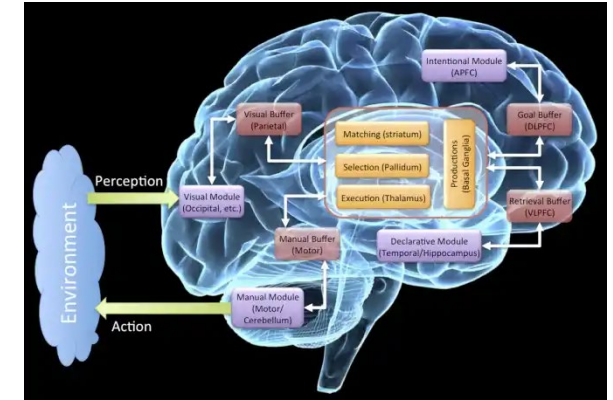 Intentional Module
(APFC)
Visual Buffer
(Parietal)
Goal Buffer
(DLPFC)
Matching (striatum)
Selection (Pallidum)
Execution (Thalamus)
Productions
(Basal Ganglia)
Environment
Perception
Visual Module
(Occipital, etc.)
Retrieval Buffer
(VLPFC)
Manual Buffer
(Motor)
Declarative Module
(Temporal/Hippocampus)
Manual Module
(Motor/
Cerebellum)
Action